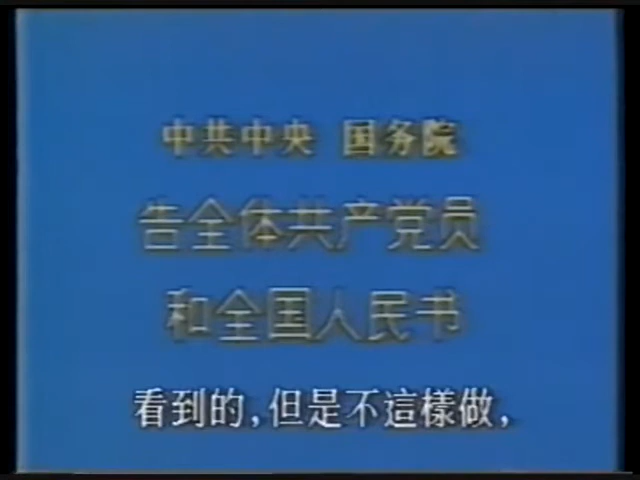 中共中央 国务院
告全体共产党员
和全国人民书
看到的,但是不這樣做,